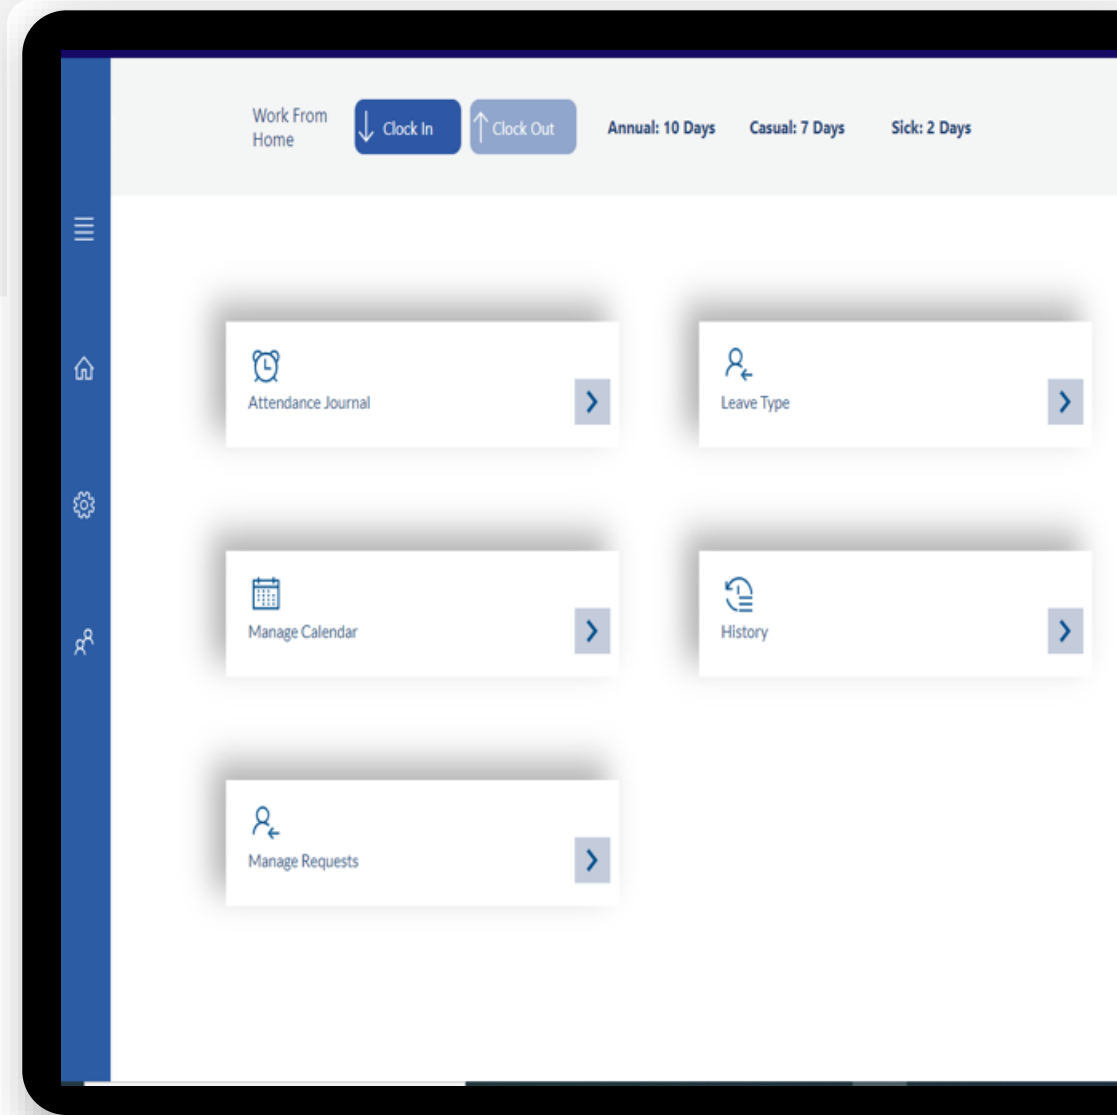 Work From
Home
Clock In
Clock Out
Annual: 10 Days
Casual: 7 Days
Sick: 2 Days
Attendance Journal
Leave Type
Manage Calendar
History
Manage Requests